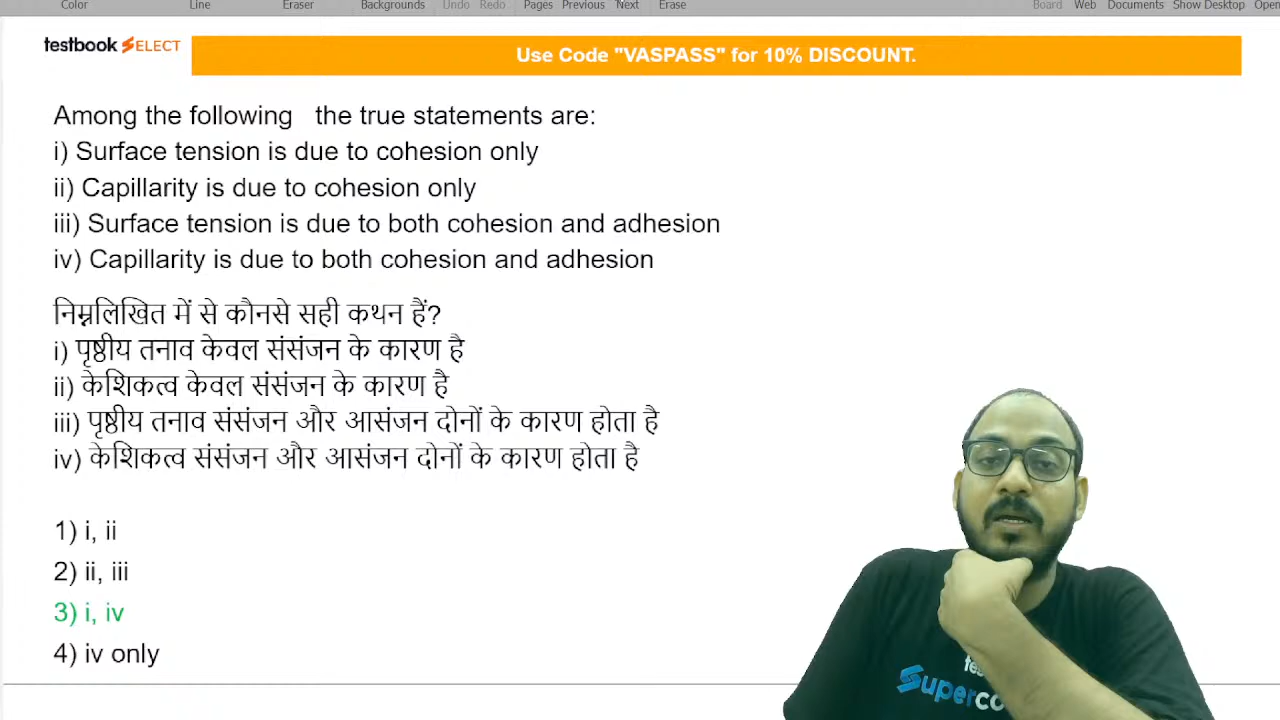 Color Line Eraser Backgrounds Undo Redo Pages Previous Next Erase Board Web Documents Show Desktop Open
testbook SELECT
Use Code "VASPASS" for 10% DISCOUNT.
Among the following the true statements are:
i) Surface tension is due to cohesion only
ii) Capillarity is due to cohesion only
iii) Surface tension is due to both cohesion and adhesion
iv) Capillarity is due to both cohesion and adhesion
निम्नलिखित में से कौनसे सही कथन हैं?
i) पृष्ठीय तनाव केवल संसंजन के कारण है
ii) केशिकत्व केवल संसंजन के कारण है
iii) पृष्ठीय तनाव संसंजन और आसंजन दोनों के कारण होता है
iv) केशिकत्व संसंजन और आसंजन दोनों के कारण होता है
1) i, ii
2) ii, iii
3) i, iv
4) iv only
tes
Superco